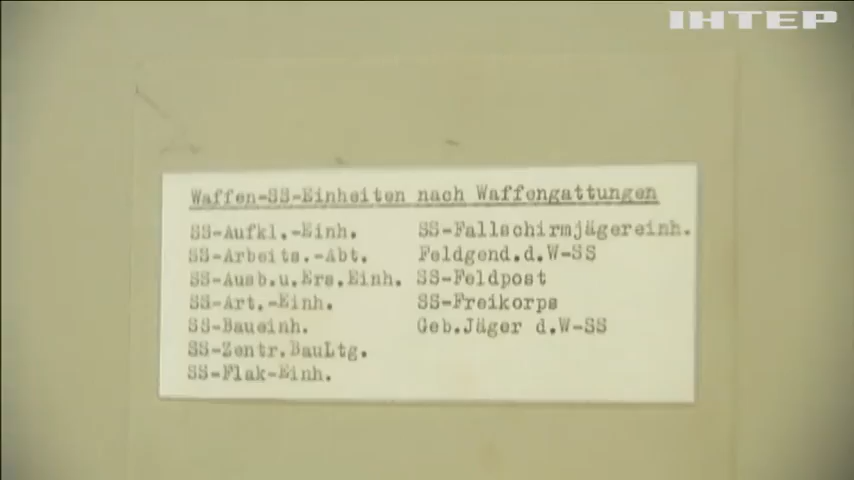 ІНТЕР
Waffen-SS-Einheiten nach Waffengattungen
SS-Aufkl.-Einh.
SS-Arbeits.-Abt.
SS-Ausb.u.Ers.Einh.
SS-Art.-Einh.
SS-Baueinh.
SS-Zentr.BauLtg.
SS-Flak-Einh.
SS-Fallschirmjägereinh.
Feldgend.d.W-SS
SS-Feldpost
SS-Freikorps
Geb.Jäger d.W-SS